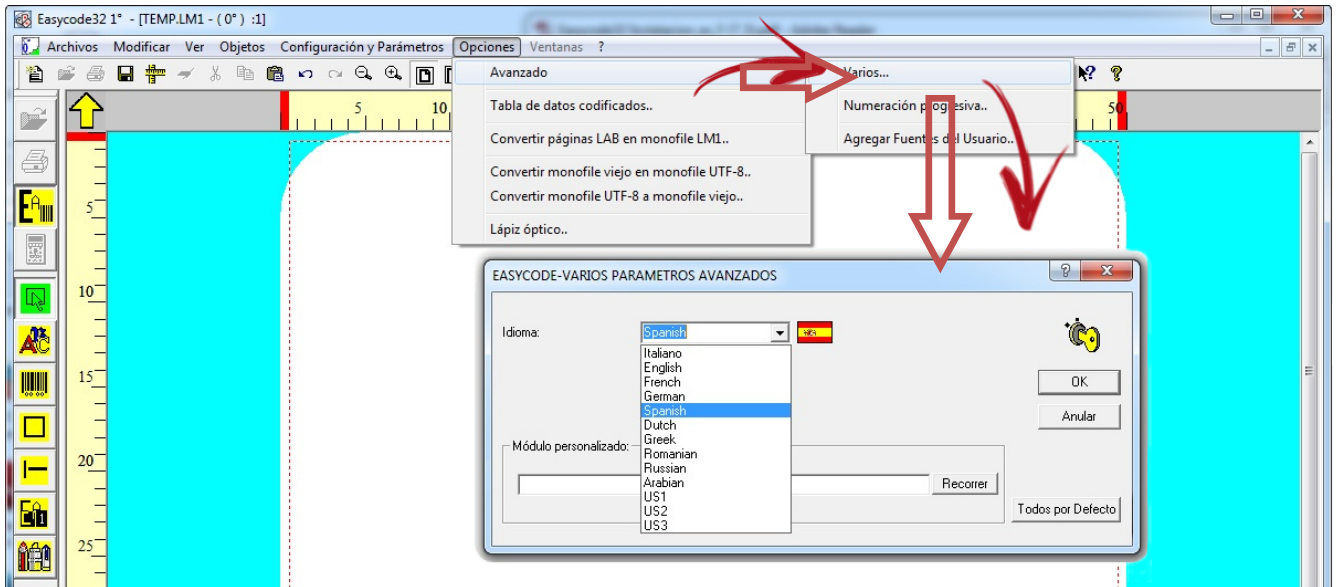 Easycode32 1° - [TEMP.LM1 - ( 0° ) :1]
Archivos Modificar Ver Objetos Configuración y Parámetros Opciones Ventanas ?
Avanzado
Tabla de datos codificados..
Convertir páginas LAB en monofile LM1..
Convertir monofile viejo en monofile UTF-8..
Convertir monofile UTF-8 a monofile viejo..
Lápiz óptico..
Varios...
Numeración progresiva..
Agregar Fuentes del Usuario..
5 10 50
5
10
15
20
25
EASYCODE-VARIOS PARAMETROS AVANZADOS
Idioma: Spanish
Italiano
English
French
German
Spanish
Dutch
Greek
Romanian
Russian
Arabian
US1
US2
US3
OK
Anular
Módulo personalizado:
Recorrer
Todos por Defecto